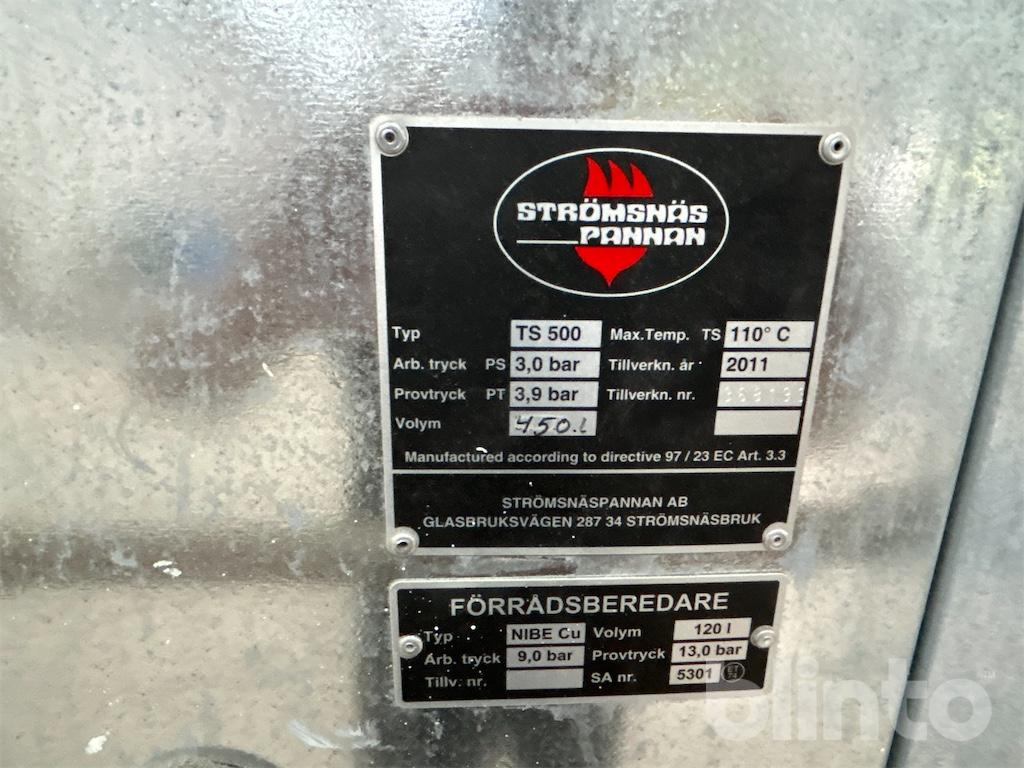 STRÖMSNÄS
PANNAN
Typ TS 500 Max.Temp. TS 110° C
Arb. tryck PS 3,0 bar Tillverkn. år 2011
Provtryck PT 3,9 bar Tillverkn. nr.
Volym 450.l
Manufactured according to directive 97 / 23 EC Art. 3.3
STRÖMSNÄSPANNAN AB
GLASBRUKSVÄGEN 287 34 STRÖMSNÄSBRUK
FÖRRÅDSBEREDARE
Typ NIBE Cu Volym 120 l
Arb. tryck 9,0 bar Provtryck 13,0 bar
Tillv. nr. SA nr. 5301
blinto